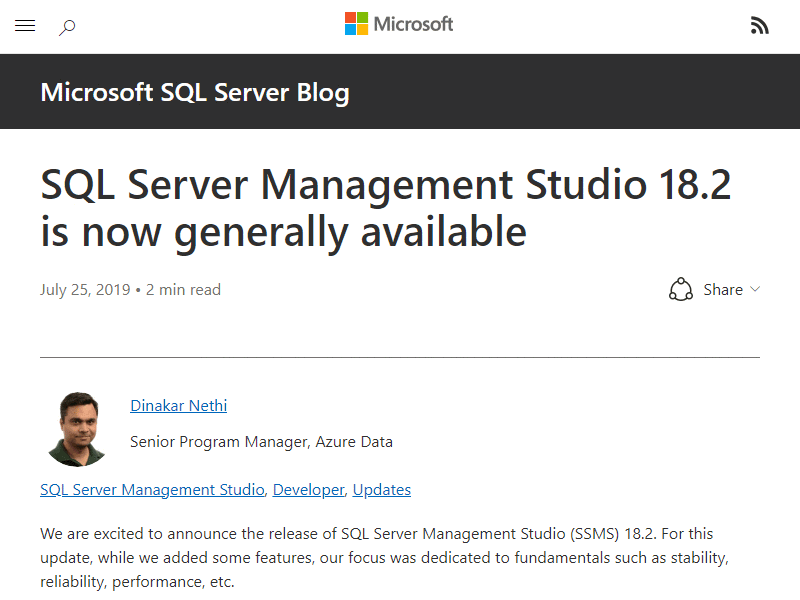 Microsoft
Microsoft SQL Server Blog
SQL Server Management Studio 18.2
is now generally available
July 25, 2019 • 2 min read
Share
Dinakar Nethi
Senior Program Manager, Azure Data
SQL Server Management Studio, Developer, Updates
We are excited to announce the release of SQL Server Management Studio (SSMS) 18.2. For this
update, while we added some features, our focus was dedicated to fundamentals such as stability,
reliability, performance, etc.